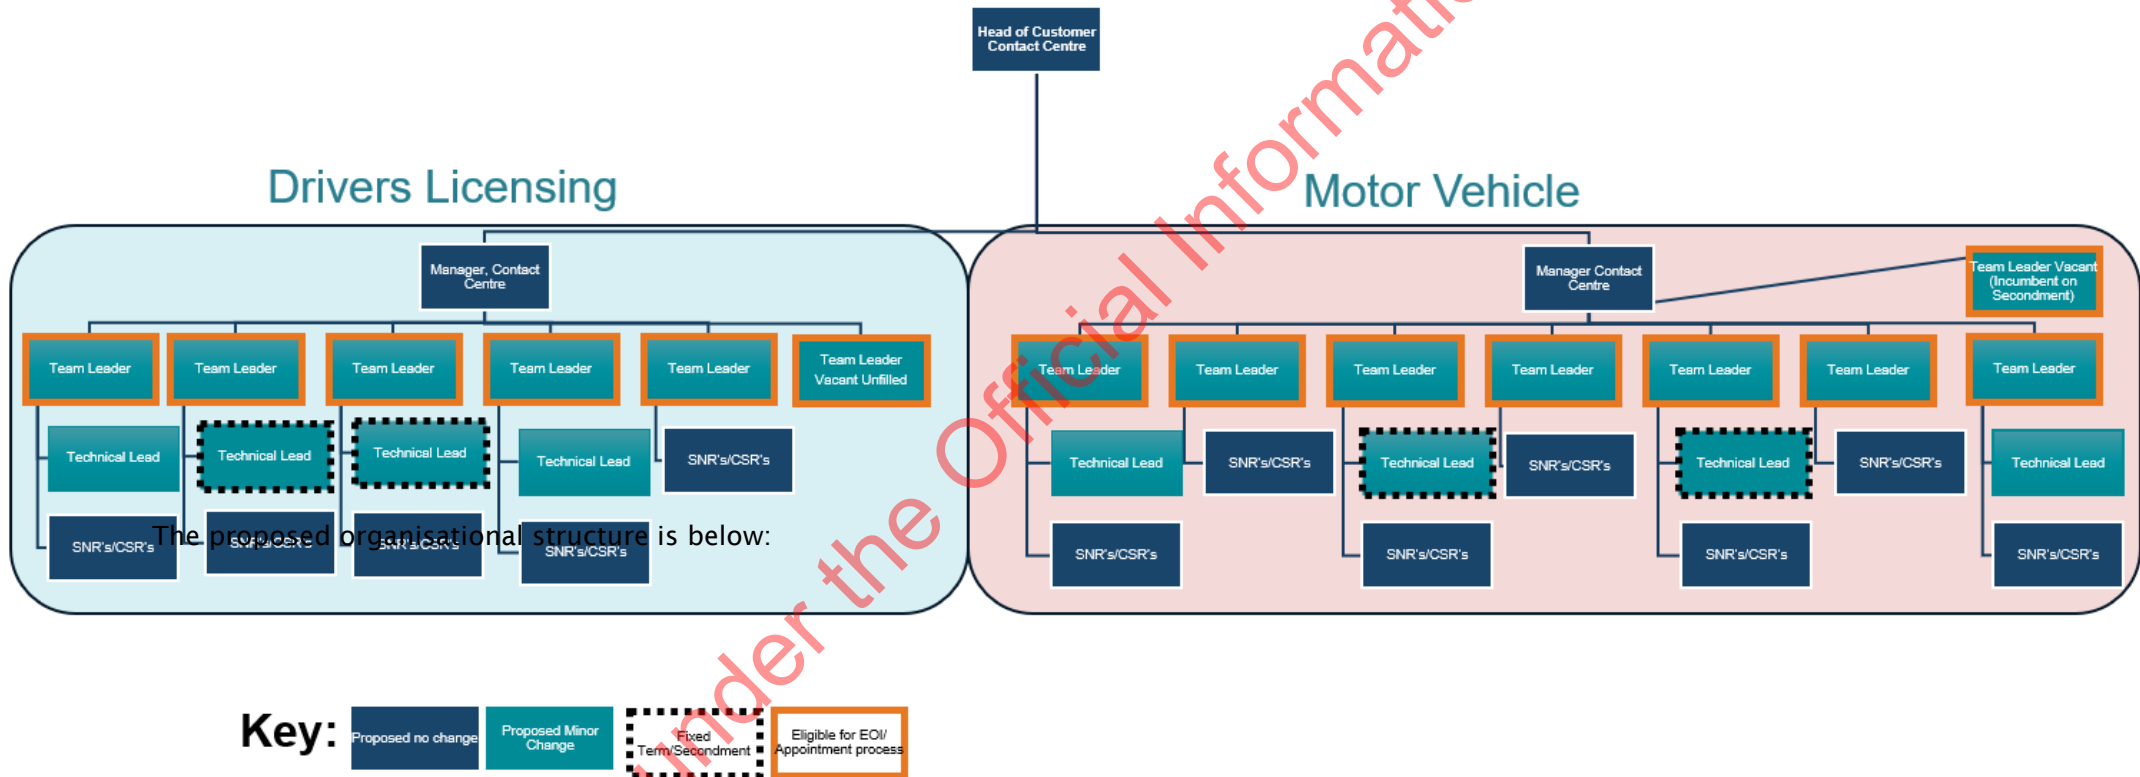 Head of Customer
Contact Centre
Drivers Licensing
Motor Vehicle
Manager, Contact
Centre
Manager Contact
Centre
Team Leader Vacant
(Incumbent on
Secondment)
Team Leader
Team Leader
Team Leader
Team Leader
Team Leader
Team Leader
Vacant Unfilled
Team Leader
Team Leader
Team Leader
Team Leader
Team Leader
Team Leader
Team Leader
Technical Lead
Technical Lead
Technical Lead
Technical Lead
SNR's/CSR's
Technical Lead
SNR's/CSR's
Technical Lead
SNR's/CSR's
Technical Lead
SNR's/CSR's
Technical Lead
SNR's/CSR's
SNR's/CSR's
SNR's/CSR's
SNR's/CSR's
The proposed organisational structure is below:
SNR's/CSR's
SNR's/CSR's
SNR's/CSR's
SNR's/CSR's
under the Official Informatio
Key:
Proposed no change
Proposed Minor
Change
Fixed
Term/Secondment
Eligible for EOI/
Appointment process